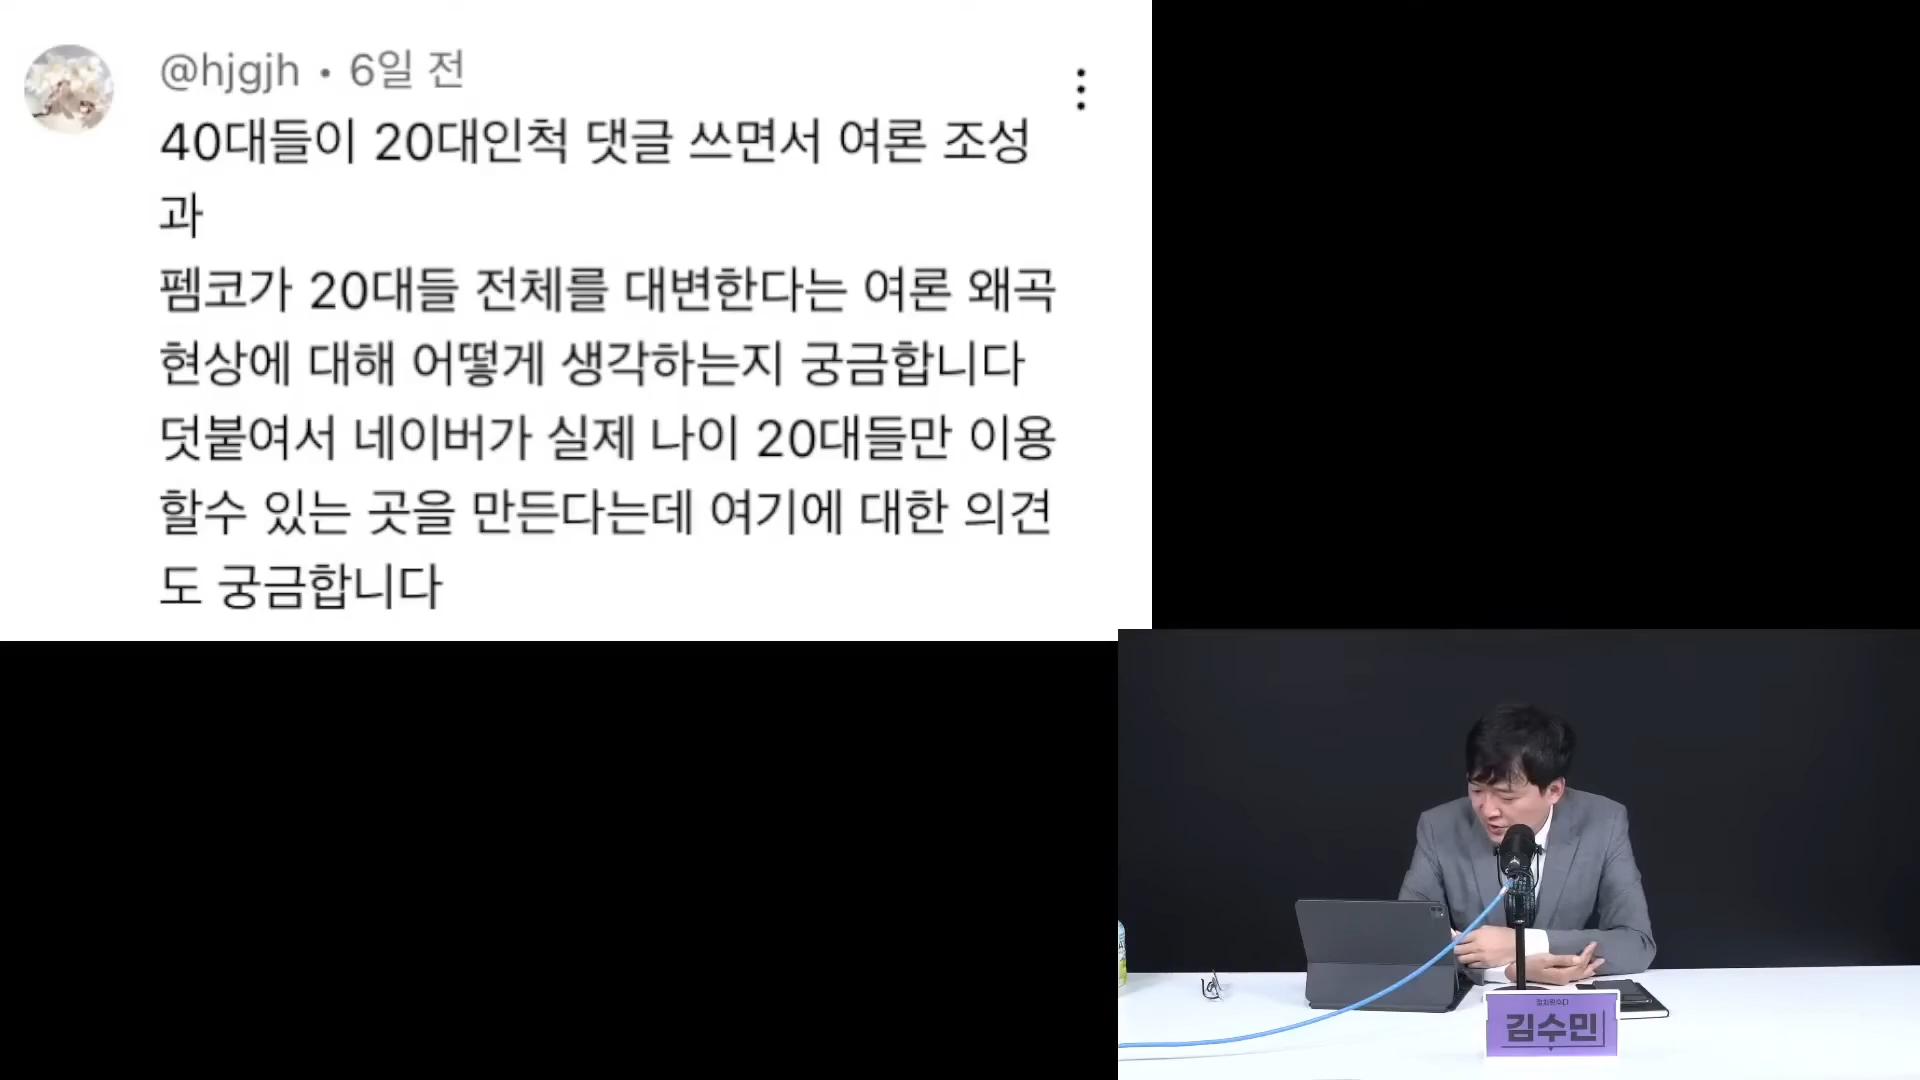 @hjgjh • 6일 전
40대들이 20대인척 댓글 쓰면서 여론 조성
과
펨코가 20대들 전체를 대변한다는 여론 왜곡
현상에 대해 어떻게 생각하는지 궁금합니다
덧붙여서 네이버가 실제 나이 20대들만 이용
할수 있는 곳을 만든다는데 여기에 대한 의견
도 궁금합니다
김수민